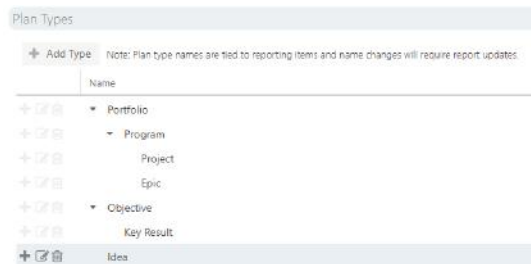 Plan Types
Add Type Note: Plan type names are tied to reporting items and name changes will require report updates.
Name
Portfolio
Program
Project
Epic
Objective
Key Result
Idea